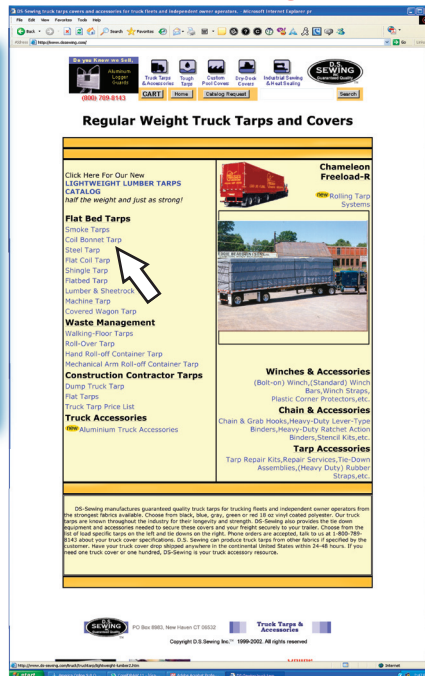 DS-Sewing truck tarps covers and accessories for truck fleets and independent owner operators. - Microsoft Internet Explorer pr
File Edit View Favorites Tools Help
Back Search Favorites
Address http://www.dssewing.com/ Go
Do you Know we Sell,
Aluminum
Logger
Guards
(800) 789-8143
Truck Tarps
& Accessories
Tough
Tarps
Custom
Pool Covers
Dry-Dock
Covers
Industrial Sewing
& Heat Sealing
D.S.
SEWING
Guaranteed Quality
CART Home Catalog Request Search
Regular Weight Truck Tarps and Covers
Click Here For Our New
LIGHTWEIGHT LUMBER TARPS
CATALOG
half the weight and just as strong!
Flat Bed Tarps
Smoke Tarps
Coil Bonnet Tarp
Steel Tarp
Flat Coil Tarp
Shingle Tarp
Flatbed Tarp
Lumber & Sheetrock
Machine Tarp
Covered Wagon Tarp
Waste Management
Walking-Floor Tarps
Roll-Over Tarp
Hand Roll-off Container Tarp
Mechanical Arm Roll-off Container Tarp
Construction Contractor Tarps
Dump Truck Tarp
Flat Tarps
Truck Tarp Price List
Truck Accessories
new Aluminium Truck Accessories
Chameleon
Freeload-R
new Rolling Tarp
Systems
Winches & Accessories
(Bolt-on) Winch,(Standard) Winch
Bars,Winch Straps,
Plastic Corner Protectors,etc.
Chain & Accessories
Chain & Grab Hooks,Heavy-Duty Lever-Type
Binders,Heavy-Duty Ratchet Action
Binders,Stencil Kits,etc.
Tarp Accessories
Tarp Repair Kits,Repair Services,Tie-Down
Assemblies,(Heavy Duty) Rubber
Straps,etc.
DS-Sewing manufactures guaranteed quality truck tarps for trucking fleets and independent owner operators from
the strongest fabrics available. Choose from black, blue, gray, green or red 18 oz vinyl coated polyester. Our truck
tarps are known throughout the industry for their longevity and strength. DS-Sewing also provides the tie down
equipment and accessories needed to secure these covers and your freight securely to your trailer. Choose from the
list of load specific tarps on the left and tie downs on the right. Phone orders are accepted, talk to us at 1-800-789-
8143 about your truck cover specifications. D.S. Sewing can produce truck tarps from other fabrics if specified by the
customer. Have your truck cover drop shipped anywhere in the continental United States within 24-48 hours. If you
need one truck cover or one hundred, DS-Sewing is your truck accessory resource.
D.S.
SEWING
Guaranteed Quality
PO Box 8983, New Haven CT 06532
Truck Tarps &
Accessories
Copyright D.S.Sewing Inc.™ 1999-2002. All rights reserved
Internet
start